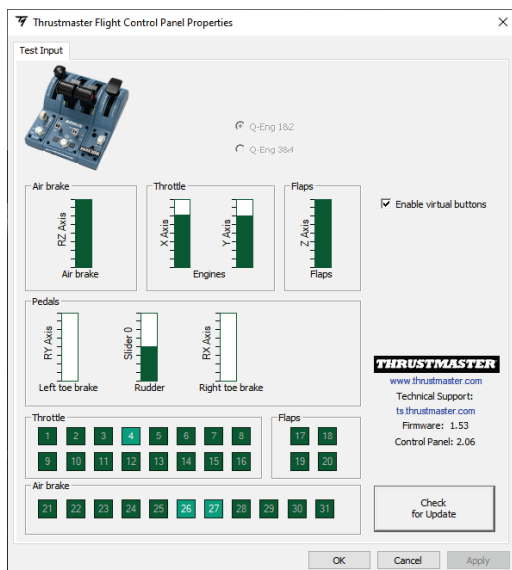 Thrustmaster Flight Control Panel Properties
Test Input
Q-Eng 1&2
Q-Eng 3&4
Air brake
Throttle
Flaps
Enable virtual buttons
RZ Axis
X Axis
Y Axis
Z Axis
Air brake
Engines
Flaps
Pedals
RY Axis
Slider 0
RX Axis
Left toe brake
Rudder
Right toe brake
THRUSTMASTER
www.thrustmaster.com
Technical Support:
ts.thrustmaster.com
Firmware: 1.53
Control Panel: 2.06
Throttle
1 2 3 4 5 6 7 8
9 10 11 12 13 14 15 16
Flaps
17 18
19 20
Air brake
21 22 23 24 25 26 27 28 29 30 31
Check
for Update
OK
Cancel
Apply